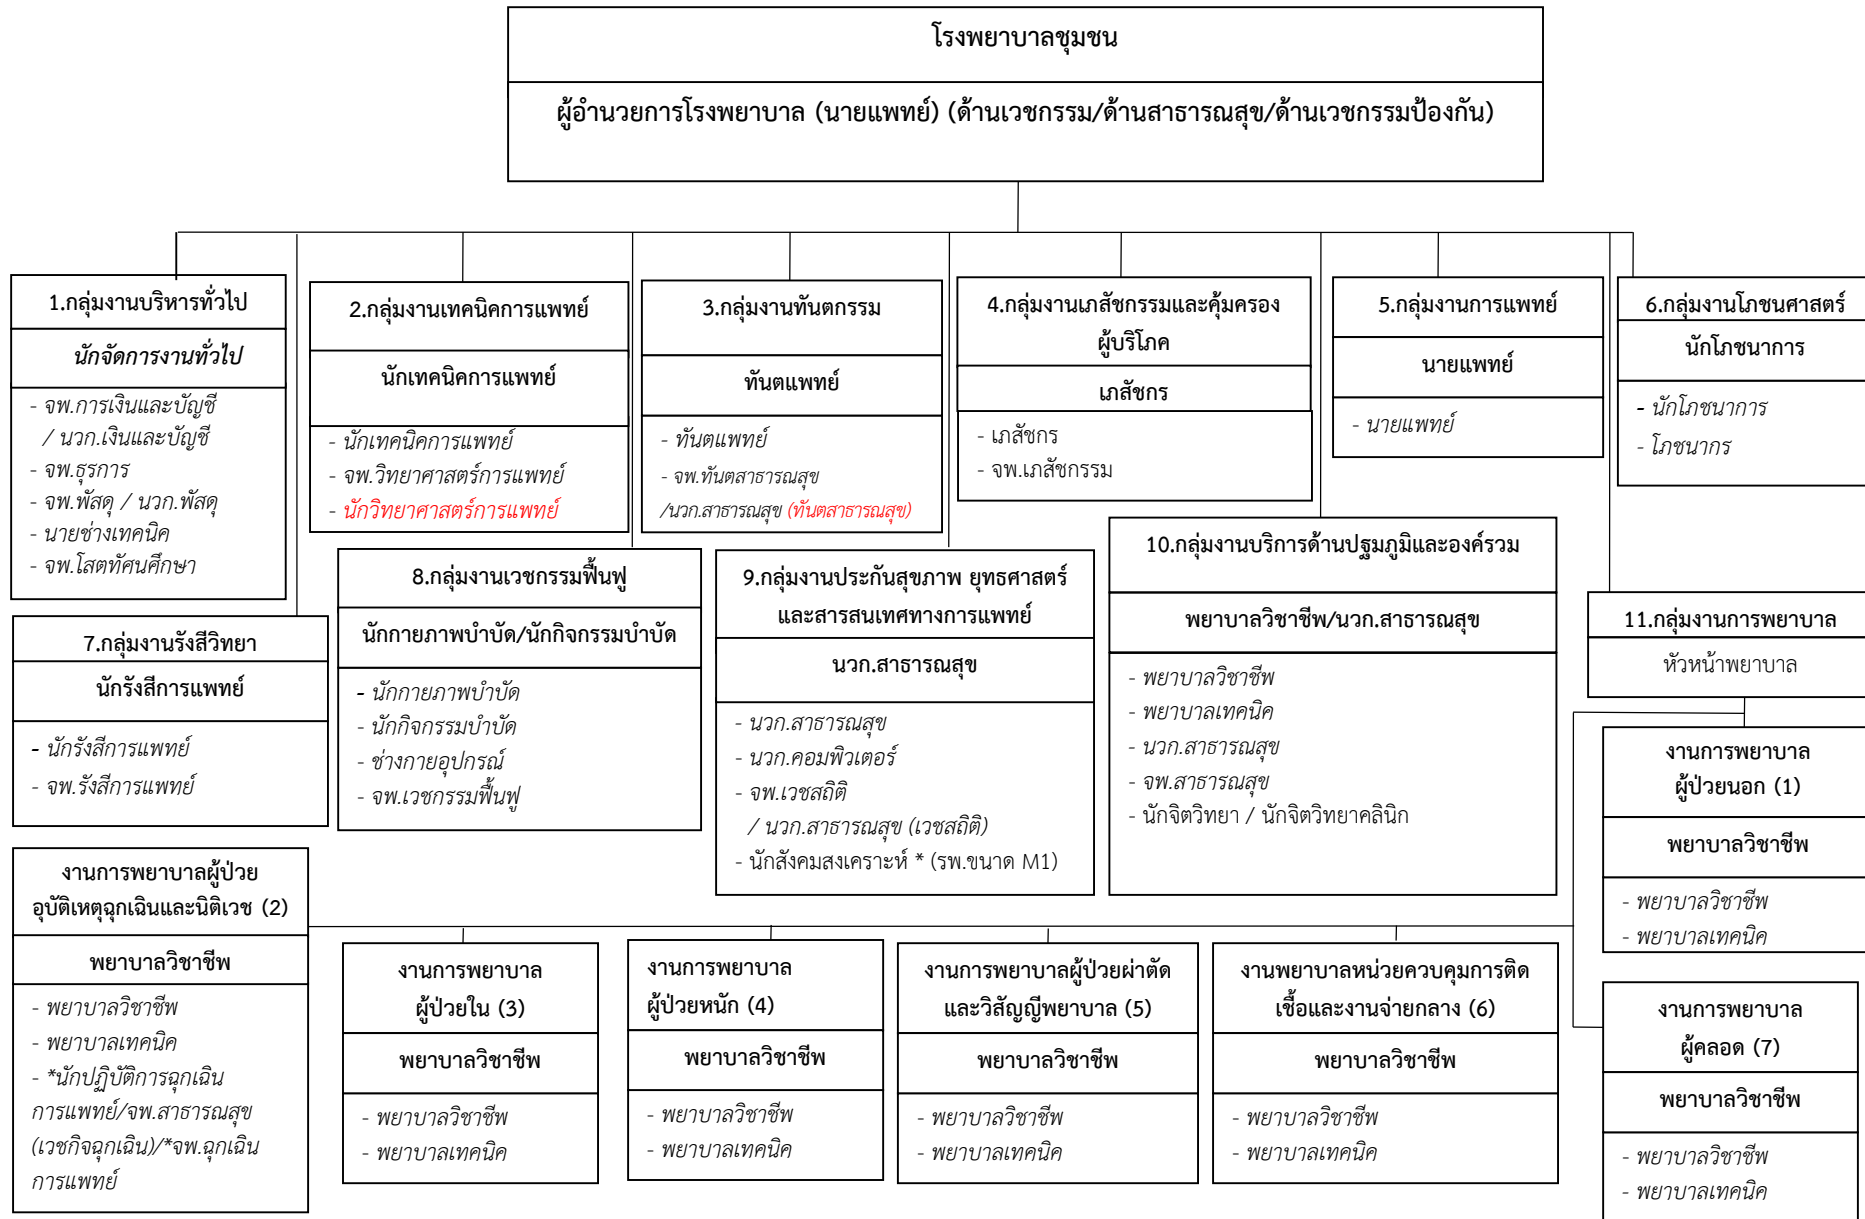 โรงพยาบาลชุมชน
ผู้อำนวยการโรงพยาบาล (นายแพทย์) (ด้านเวชกรรม/ด้านสาธารณสุข/ด้านเวชกรรมป้องกัน)
1.กลุ่มงานบริหารทั่วไป
นักจัดการงานทั่วไป
- จพ.การเงินและบัญชี
/ นวก.เงินและบัญชี
- จพ.ธุรการ
- จพ.พัสดุ / นวก.พัสดุ
- นายช่างเทคนิค
- จพ.โสตทัศนศึกษา
2.กลุ่มงานเทคนิคการแพทย์
นักเทคนิคการแพทย์
- นักเทคนิคการแพทย์
- จพ.วิทยาศาสตร์การแพทย์
- นักวิทยาศาสตร์การแพทย์
3.กลุ่มงานทันตกรรม
ทันตแพทย์
- ทันตแพทย์
- จพ.ทันตสาธารณสุข
/นวก.สาธารณสุข (ทันตสาธารณสุข)
4.กลุ่มงานเภสัชกรรมและคุ้มครอง
ผู้บริโภค
เภสัชกร
- เภสัชกร
- จพ.เภสัชกรรม
5.กลุ่มงานการแพทย์
นายแพทย์
- นายแพทย์
6.กลุ่มงานโภชนศาสตร์
นักโภชนาการ
- นักโภชนาการ
- โภชนากร
7.กลุ่มงานรังสีวิทยา
นักรังสีการแพทย์
- นักรังสีการแพทย์
- จพ.รังสีการแพทย์
8.กลุ่มงานเวชกรรมฟื้นฟู
นักกายภาพบำบัด/นักกิจกรรมบำบัด
- นักกายภาพบำบัด
- นักกิจกรรมบำบัด
- ช่างกายอุปกรณ์
- จพ.เวชกรรมฟื้นฟู
9.กลุ่มงานประกันสุขภาพ ยุทธศาสตร์
และสารสนเทศทางการแพทย์
นวก.สาธารณสุข
- นวก.สาธารณสุข
- นวก.คอมพิวเตอร์
- จพ.เวชสถิติ
/ นวก.สาธารณสุข (เวชสถิติ)
- นักสังคมสงเคราะห์ * (รพ.ขนาด M1)
10.กลุ่มงานบริการด้านปฐมภูมิและองค์รวม
พยาบาลวิชาชีพ/นวก.สาธารณสุข
- พยาบาลวิชาชีพ
- พยาบาลเทคนิค
- นวก.สาธารณสุข
- จพ.สาธารณสุข
- นักจิตวิทยา / นักจิตวิทยาคลินิก
11.กลุ่มงานการพยาบาล
หัวหน้าพยาบาล
งานการพยาบาล
ผู้ป่วยนอก (1)
พยาบาลวิชาชีพ
- พยาบาลวิชาชีพ
- พยาบาลเทคนิค
งานการพยาบาลผู้ป่วย
อุบัติเหตุฉุกเฉินและนิติเวช (2)
พยาบาลวิชาชีพ
- พยาบาลวิชาชีพ
- พยาบาลเทคนิค
- *นักปฏิบัติการฉุกเฉิน
การแพทย์/จพ.สาธารณสุข
(เวชกิจฉุกเฉิน)/*จพ.ฉุกเฉิน
การแพทย์
งานการพยาบาล
ผู้ป่วยใน (3)
พยาบาลวิชาชีพ
- พยาบาลวิชาชีพ
- พยาบาลเทคนิค
งานการพยาบาล
ผู้ป่วยหนัก (4)
พยาบาลวิชาชีพ
- พยาบาลวิชาชีพ
- พยาบาลเทคนิค
งานการพยาบาลผู้ป่วยผ่าตัด
และวิสัญญีพยาบาล (5)
พยาบาลวิชาชีพ
- พยาบาลวิชาชีพ
- พยาบาลเทคนิค
งานพยาบาลหน่วยควบคุมการติด
เชื้อและงานจ่ายกลาง (6)
พยาบาลวิชาชีพ
- พยาบาลวิชาชีพ
- พยาบาลเทคนิค
งานการพยาบาล
ผู้คลอด (7)
พยาบาลวิชาชีพ
- พยาบาลวิชาชีพ
- พยาบาลเทคนิค